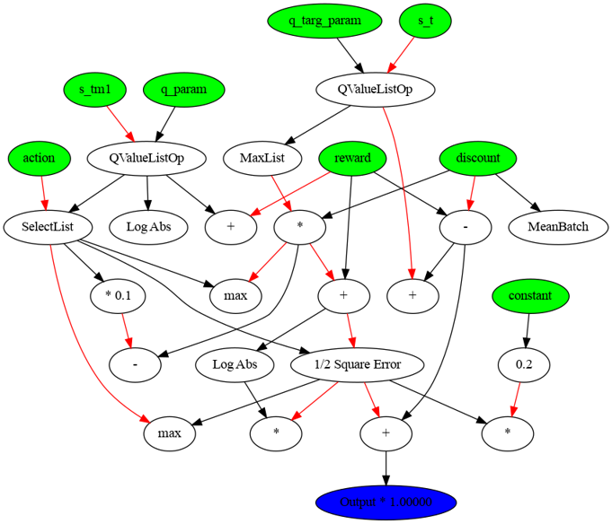 q_targ_param
s_t
s_tm1
q_param
QValueListOp
action
QValueListOp
MaxList
reward
discount
SelectList
Log Abs
+
*
-
MeanBatch
* 0.1
max
+
+
constant
-
Log Abs
1/2 Square Error
0.2
max
*
+
*
Output * 1.00000